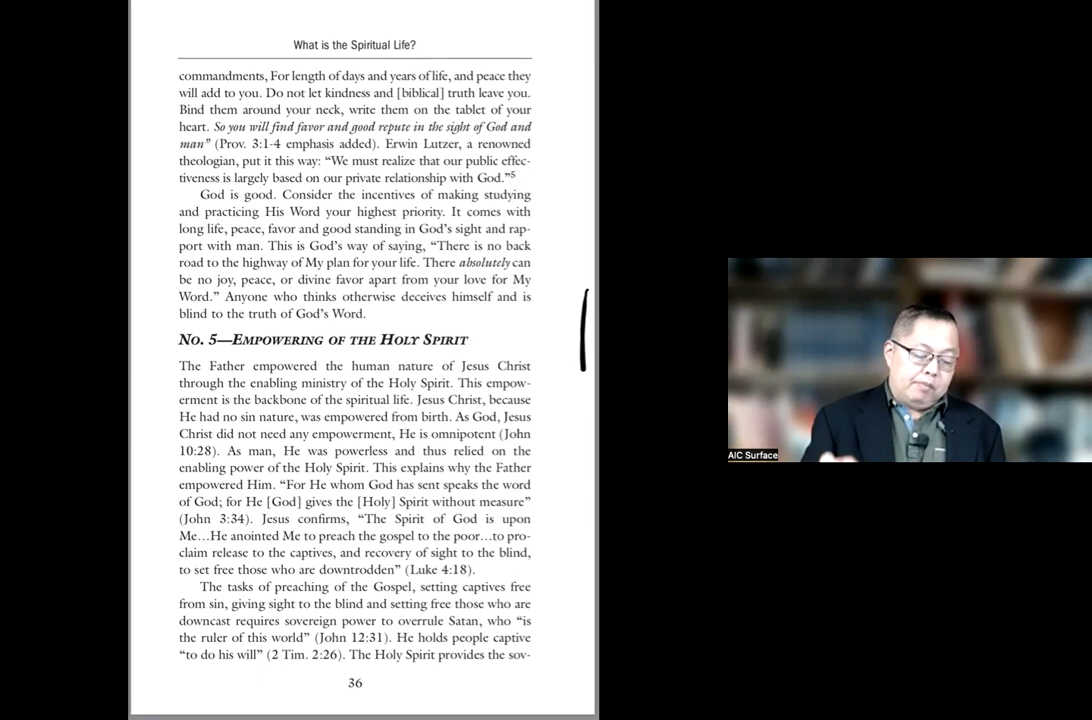 What is the Spiritual Life?
commandments, For length of days and years of life, and peace they
will add to you. Do not let kindness and [biblical] truth leave you.
Bind them around your neck, write them on the tablet of your
heart. So you will find favor and good repute in the sight of God and
man” (Prov. 3:1-4 emphasis added). Erwin Lutzer, a renowned
theologian, put it this way: “We must realize that our public effec-
tiveness is largely based on our private relationship with God.”5
God is good. Consider the incentives of making studying
and practicing His Word your highest priority. It comes with
long life, peace, favor and good standing in God’s sight and rap-
port with man. This is God’s way of saying, “There is no back
road to the highway of My plan for your life. There absolutely can
be no joy, peace, or divine favor apart from your love for My
Word.” Anyone who thinks otherwise deceives himself and is
blind to the truth of God’s Word.
No. 5—Empowering of the Holy Spirit
The Father empowered the human nature of Jesus Christ
through the enabling ministry of the Holy Spirit. This empow-
erment is the backbone of the spiritual life. Jesus Christ, because
He had no sin nature, was empowered from birth. As God, Jesus
Christ did not need any empowerment, He is omnipotent (John
10:28). As man, He was powerless and thus relied on the
enabling power of the Holy Spirit. This explains why the Father
empowered Him. “For He whom God has sent speaks the word
of God; for He [God] gives the [Holy] Spirit without measure”
(John 3:34). Jesus confirms, “The Spirit of God is upon
Me…He anointed Me to preach the gospel to the poor…to pro-
claim release to the captives, and recovery of sight to the blind,
to set free those who are downtrodden” (Luke 4:18).
The tasks of preaching of the Gospel, setting captives free
from sin, giving sight to the blind and setting free those who are
downcast requires sovereign power to overrule Satan, who “is
the ruler of this world” (John 12:31). He holds people captive
“to do his will” (2 Tim. 2:26). The Holy Spirit provides the sov-
36
AIC Surface